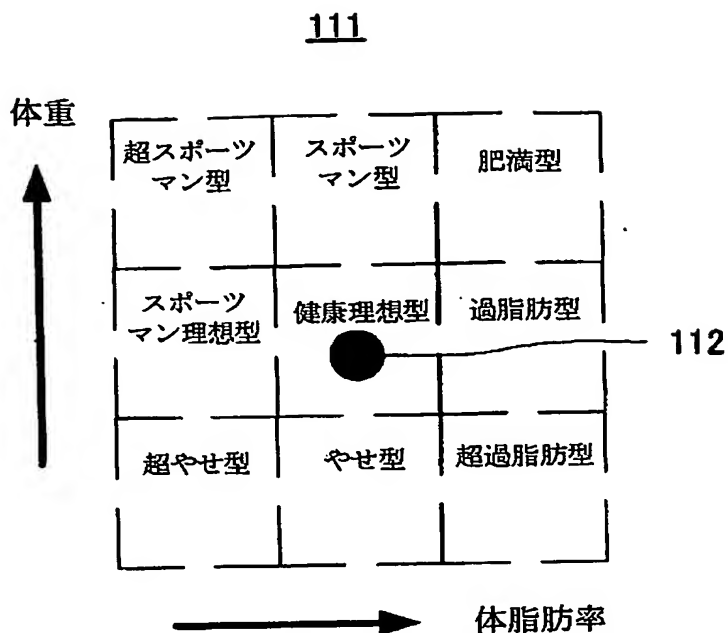 111
体重
超スポーツ
マン型
スポーツ
マン型
肥満型
スポーツ
マン理想型
健康理想型
過脂肪型
112
超やせ型
やせ型
超過脂肪型
体脂肪率